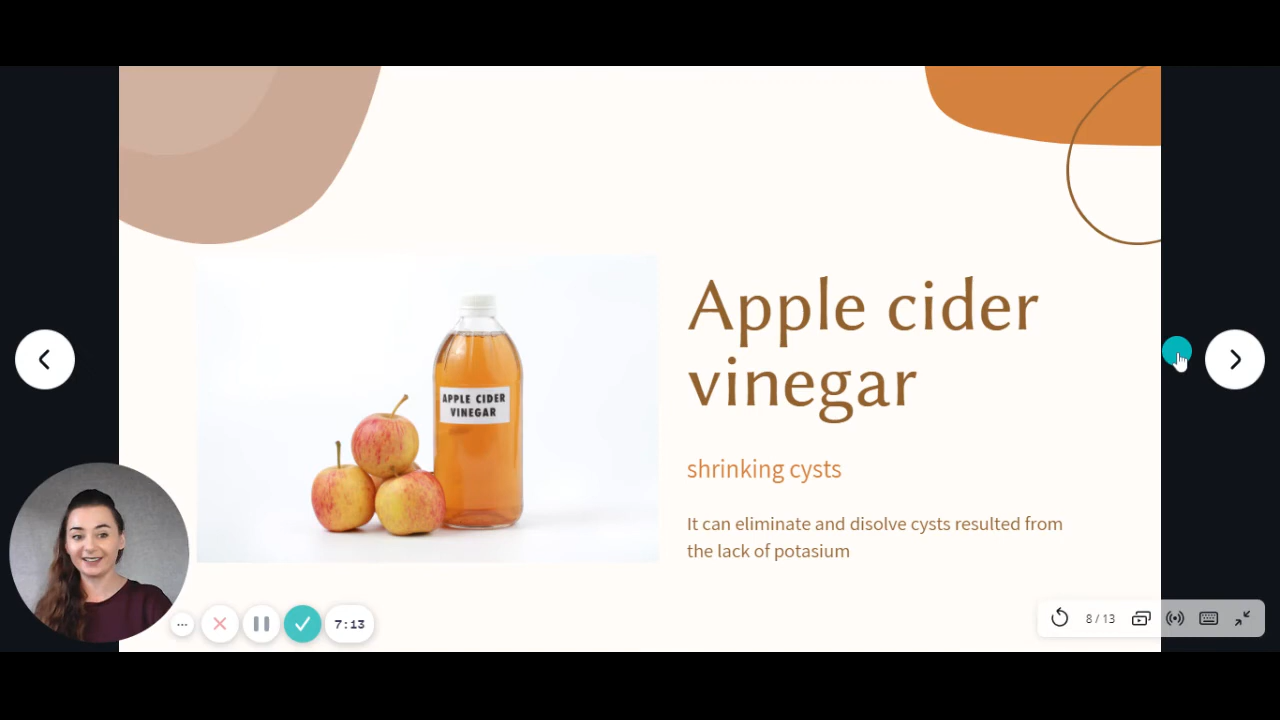 Apple cider
vinegar
APPLE CIDER
VINEGAR
shrinking cysts
It can eliminate and disolve cysts resulted from
the lack of potasium
7:13
8 / 13